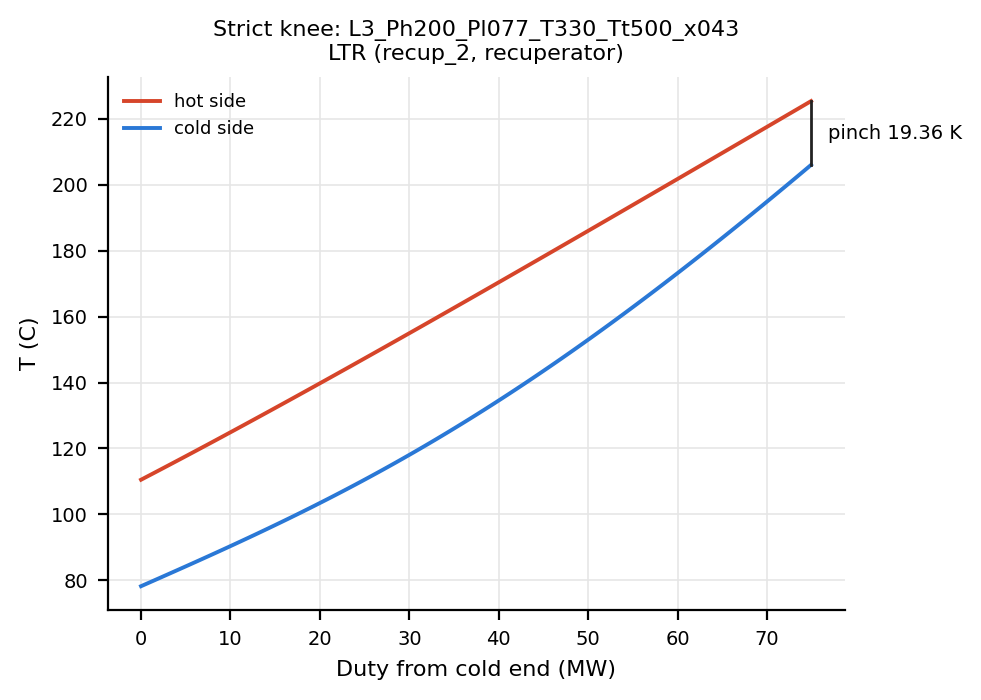 Strict knee: L3_Ph200_Pl077_T330_Tt500_x043
LTR (recup_2, recuperator)
hot side
cold side
pinch 19.36 K
T (C)
220
200
180
160
140
120
100
80
0 10 20 30 40 50 60 70
Duty from cold end (MW)